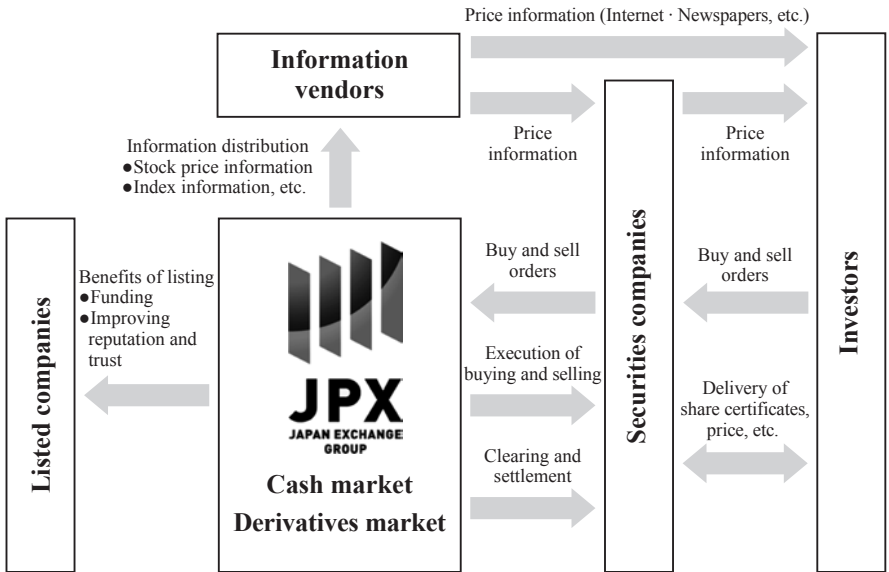 Price information (Internet · Newspapers, etc.)
Information
vendors
Price
information
Price
information
Information distribution
●Stock price information
●Index information, etc.
Listed companies
Benefits of listing
●Funding
●Improving
reputation and
trust
JPX
JAPAN EXCHANGE
GROUP
Cash market
Derivatives market
Buy and sell
orders
Execution of
buying and selling
Clearing and
settlement
Securities companies
Buy and sell
orders
Delivery of
share certificates,
price, etc.
Investors